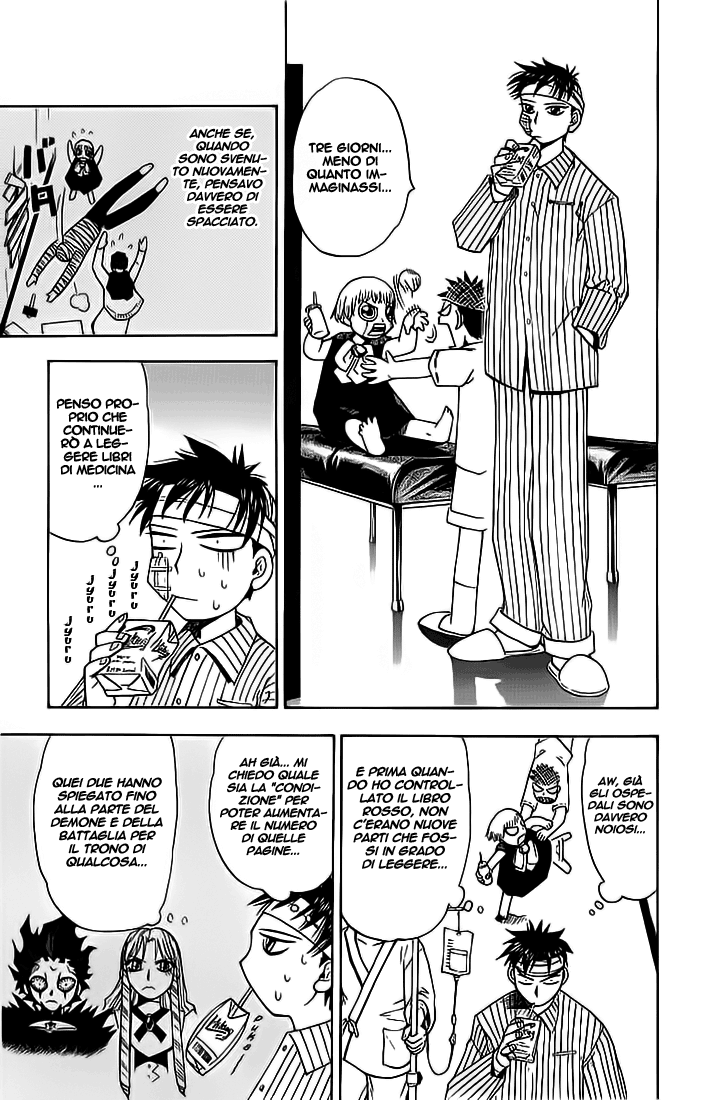 TRE GIORNI...
MENO DI
QUANTO IM-
MAGINASSI...
ANCHE SE,
QUANDO
SONO SVENU-
TO NUOVAMEN-
TE, PENSAVO
DAVVERO DI
ESSERE
SPACCIATO.
バタ
PENSO PRO-
PRIO CHE
CONTINUE-
RÒ A LEG-
GERE LIBRI
DI MEDICINA
...
Jyuru
Jyuru
Jyuru
Jyuru
AW, GIÀ
GLI OSPE-
DALI SONO
DAVVERO
NOIOSI...
E PRIMA QUAN-
DO HO CONTROL-
LATO IL LIBRO
ROSSO, NON
C'ERANO NUOVE
PARTI CHE FOS-
SI IN GRADO
DI LEGGERE...
AH GIÀ... MI
CHIEDO QUALE
SIA LA "CONDI-
ZIONE" PER
POTER AUMENTA-
RE IL NUMERO
DI QUELLE
PAGINE...
QUEI DUE HANNO
SPIEGATO FINO
ALLA PARTE DEL
DEMONE E DELLA
BATTAGLIA PER
IL TRONO DI
QUALCOSA...